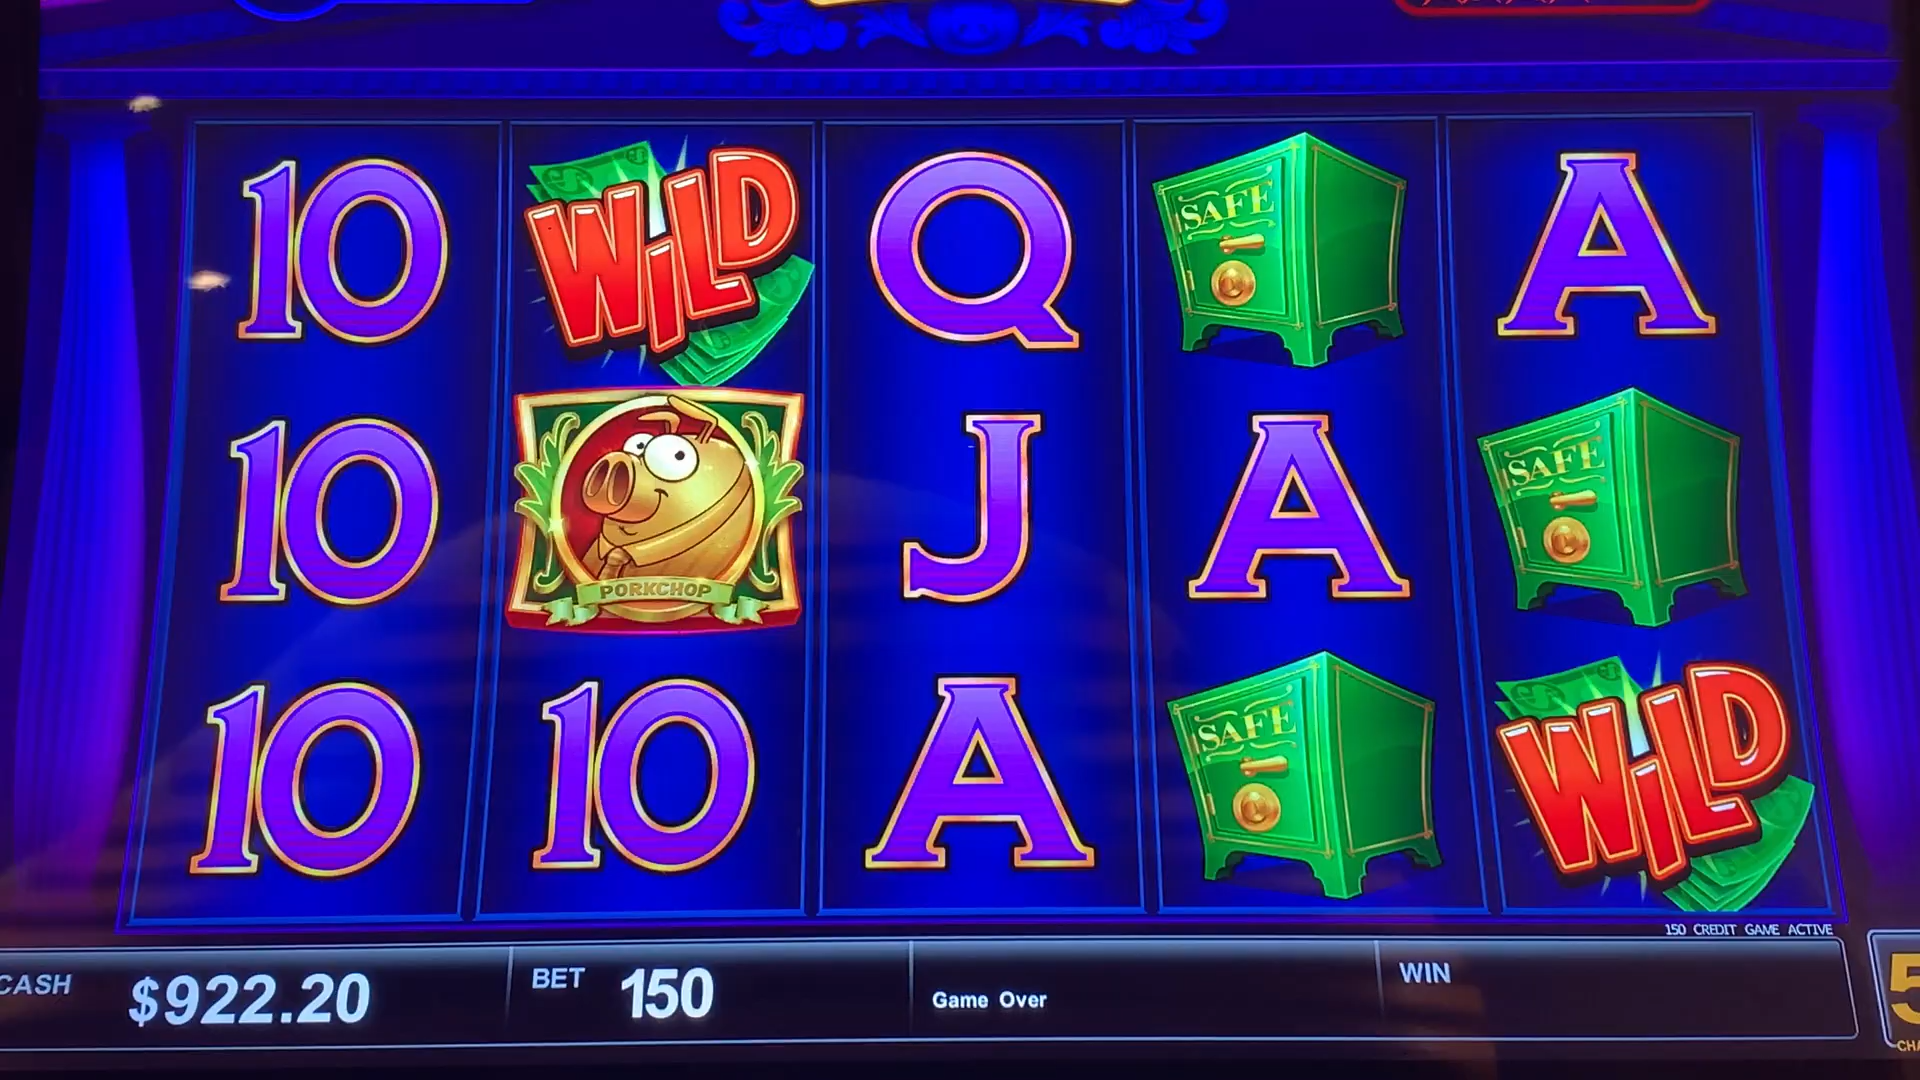 10 WiLD Q SAFE A
10 PORKCHOP J A SAFE
10 10 A SAFE WiLD
150 CREDIT GAME ACTIVE
CASH $922.20 BET 150 Game Over WIN
5